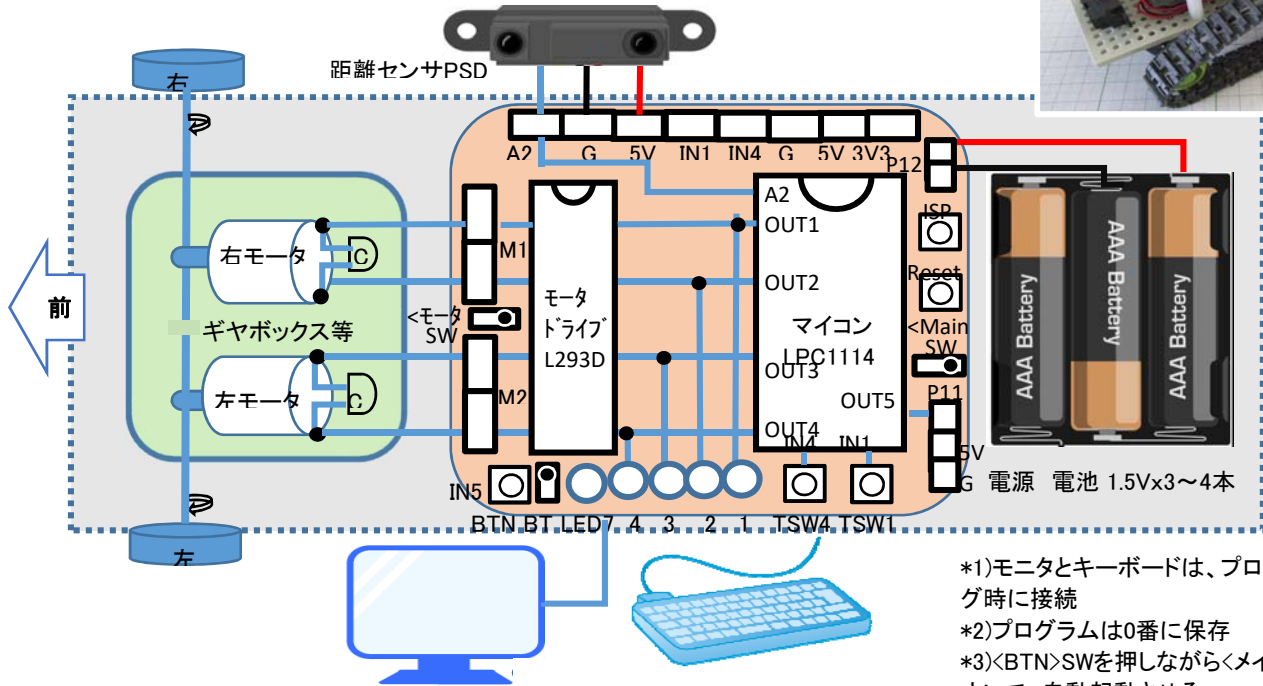 距離センサPSD
右
A2 G 5V IN1 IN4 G 5V 3V3
P12
A2
OUT1
OUT2
OUT3
OUT4
OUT5
IN4 IN1
マイコン
LPC1114
モータ
ドライブ
L293D
M1
<モータ
SW
M2
右モータ
C
ギヤボックス等
左モータ
C
前
左
ISP
Reset
<Main
SW
P11
5V
G
AAA Battery
AAA Battery
AAA Battery
電源 電池 1.5Vx3～4本
IN5
BTN BT LED7 4 3 2 1 TSW4 TSW1
*1)モニタとキーボードは、プロ
グ時に接続
*2)プログラムは0番に保存
*3)<BTN>SWを押しながら<メイ